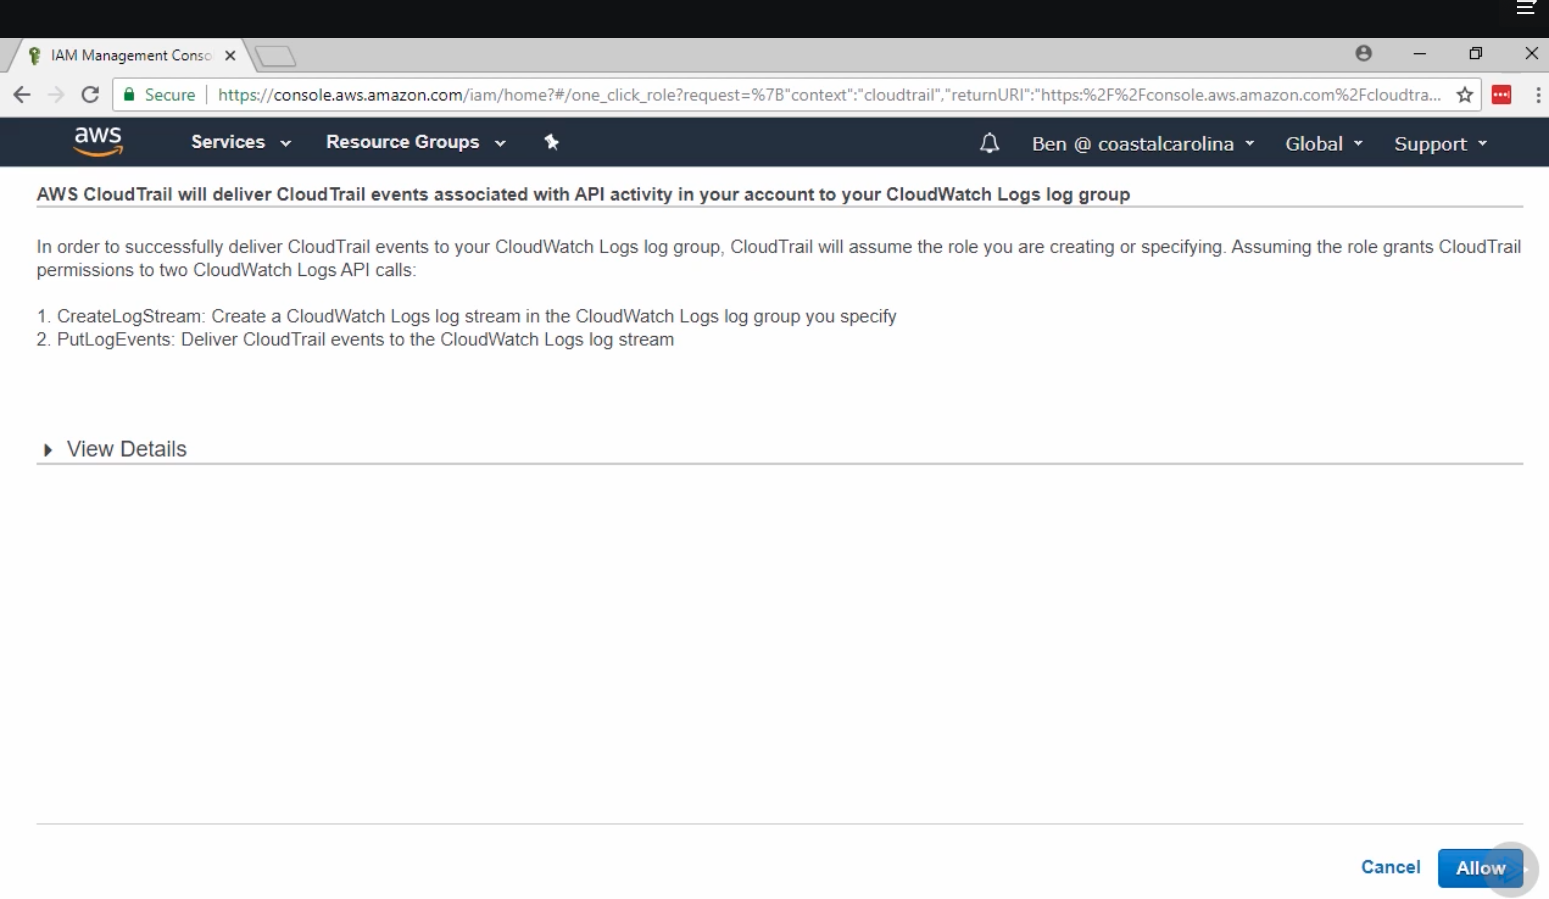 IAM Management Conso
Secure https://console.aws.amazon.com/iam/home?#/one_click_role?request=%7B"context":"cloudtrail","returnURI":"https:%2F%2Fconsole.aws.amazon.com%2Fcloudtra...
aws Services Resource Groups Ben @ coastalcarolina Global Support
AWS CloudTrail will deliver CloudTrail events associated with API activity in your account to your CloudWatch Logs log group
In order to successfully deliver CloudTrail events to your CloudWatch Logs log group, CloudTrail will assume the role you are creating or specifying. Assuming the role grants CloudTrail
permissions to two CloudWatch Logs API calls:
1. CreateLogStream: Create a CloudWatch Logs log stream in the CloudWatch Logs log group you specify
2. PutLogEvents: Deliver CloudTrail events to the CloudWatch Logs log stream
View Details
Cancel Allow